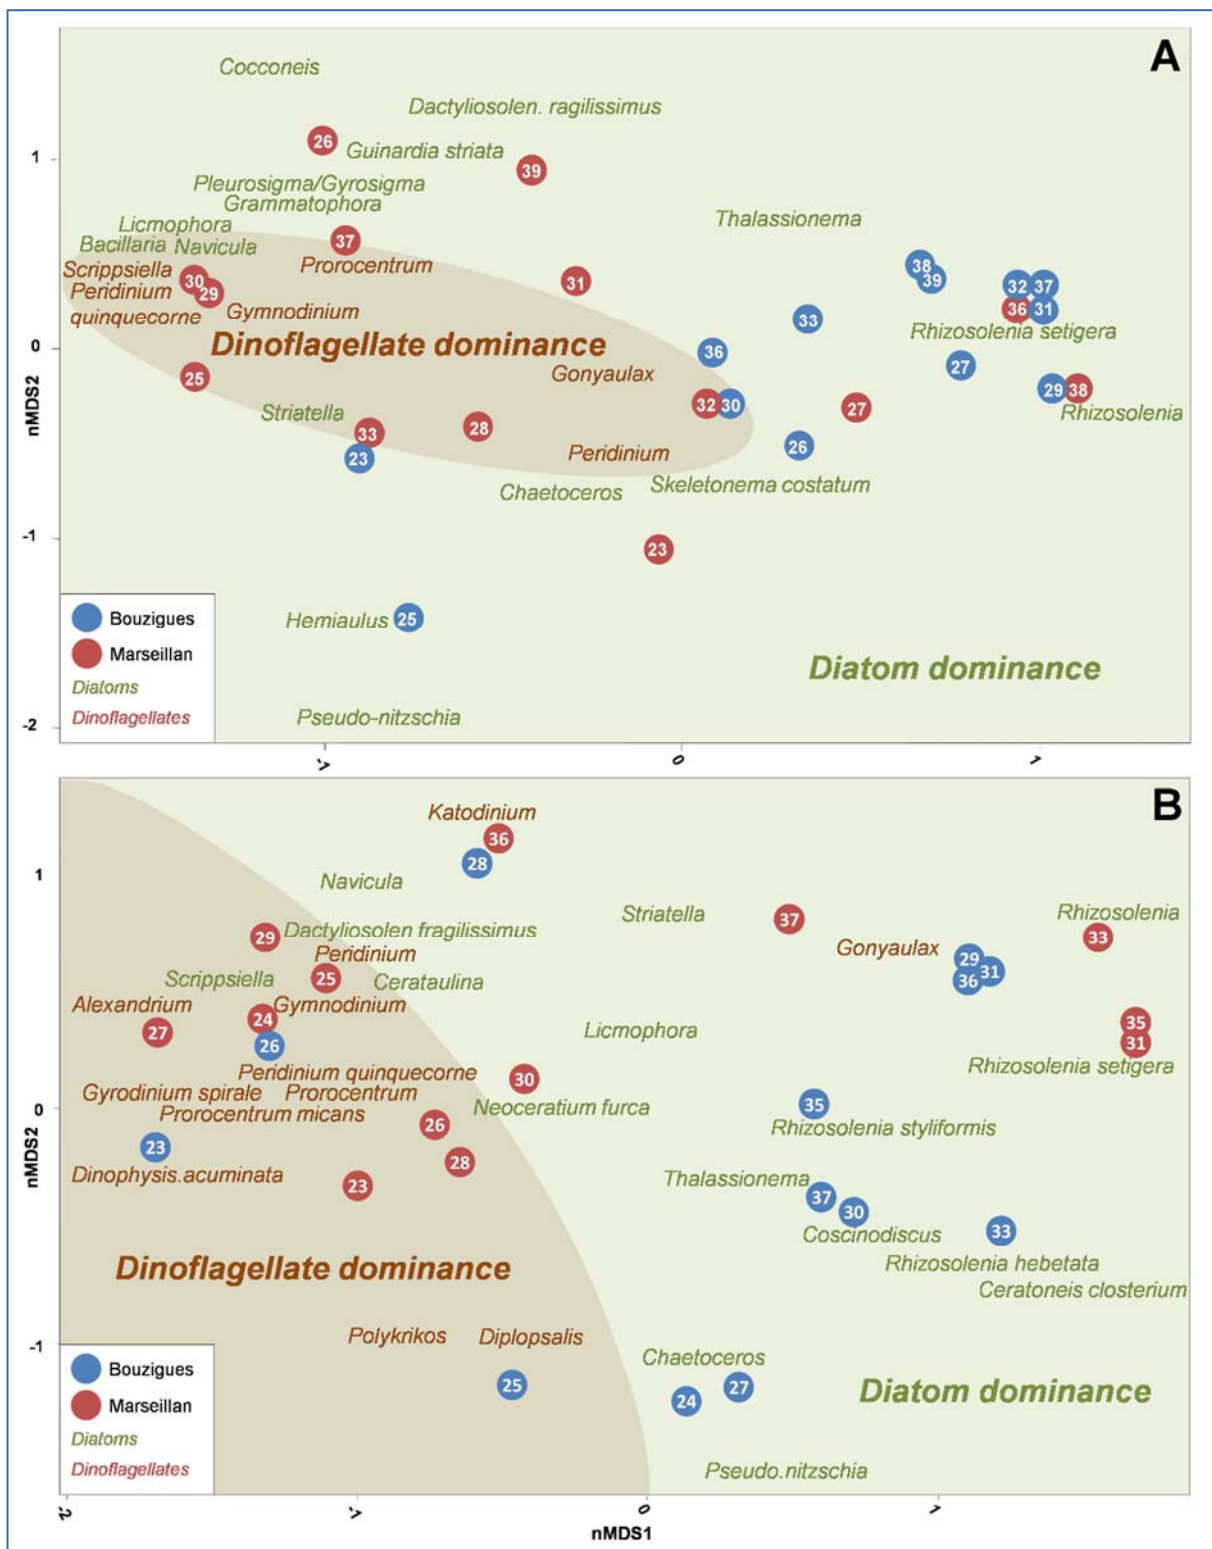 A
Cocconeis
Dactyliosolen. ragilissimus
26
Guinardia striata
39
1
Pleurosigma/Gyrosigma
Grammatophora
Licmophora
Thalassionema
Bacillaria Navicula
37
Scrippsiella
Prorocentrum
38
39
30
29
31
32
37
Peridinium
quinquecorne
Gymnodinium
36
31
33
Rhizosolenia setigera
0
Dinoflagellate dominance
36
27
Gonyaulax
25
29
38
Striatella
32
30
27
Rhizosolenia
33
28
26
23
Peridinium
Chaetoceros
Skeletonema costatum
-1
23
nMDS2
Bouzigues
Marseillan
Diatoms
Dinoflagellates
Hemiaulus
25
Diatom dominance
Pseudo-nitzschia
-2
-1
0
1
B
Katodinium
36
28
1
Navicula
Striatella
37
Rhizosolenia
29
Dactyliosolen fragilissimus
Gonyaulax
33
Peridinium
29
31
36
Scrippsiella
25
Cerataulina
Alexandrium
24
Gymnodinium
27
26
Licmophora
35
31
Peridinium quinquecorne
30
Rhizosolenia setigera
Gyrodinium spirale
Prorocentrum
0
Prorocentrum micans
26
Neoceratium furca
35
Rhizosolenia styliformis
23
28
Dinophysis.acuminata
23
Thalassionema
37
30
Coscinodiscus
33
nMDS2
Rhizosolenia hebetata
Dinoflagellate dominance
Ceratoneis closterium
-1
Polykrikos
Diplopsalis
Chaetoceros
Bouzigues
Marseillan
Diatoms
Dinoflagellates
25
24
27
Diatom dominance
Pseudo.nitzschia
-2
-1
0
1
nMDS1